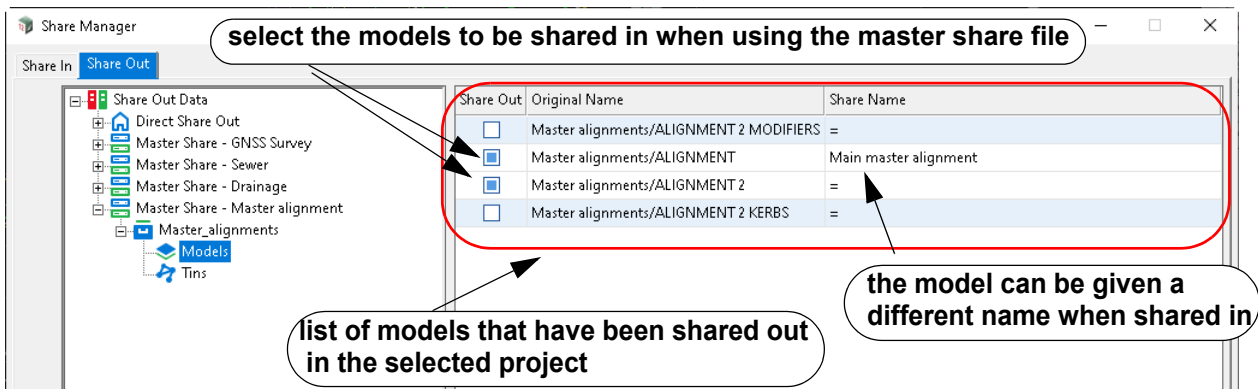 Share Manager
select the models to be shared in when using the master share file
Share In Share Out
Share Out Data
Direct Share Out
Master Share - GNSS Survey
Master Share - Sewer
Master Share - Drainage
Master Share - Master alignment
Master_alignments
Models
Tins
Share Out Original Name Share Name
Master alignments/ALIGNMENT 2 MODIFIERS =
Master alignments/ALIGNMENT Main master alignment
Master alignments/ALIGNMENT 2 =
Master alignments/ALIGNMENT 2 KERBS =
the model can be given a
different name when shared in
list of models that have been shared out
in the selected project